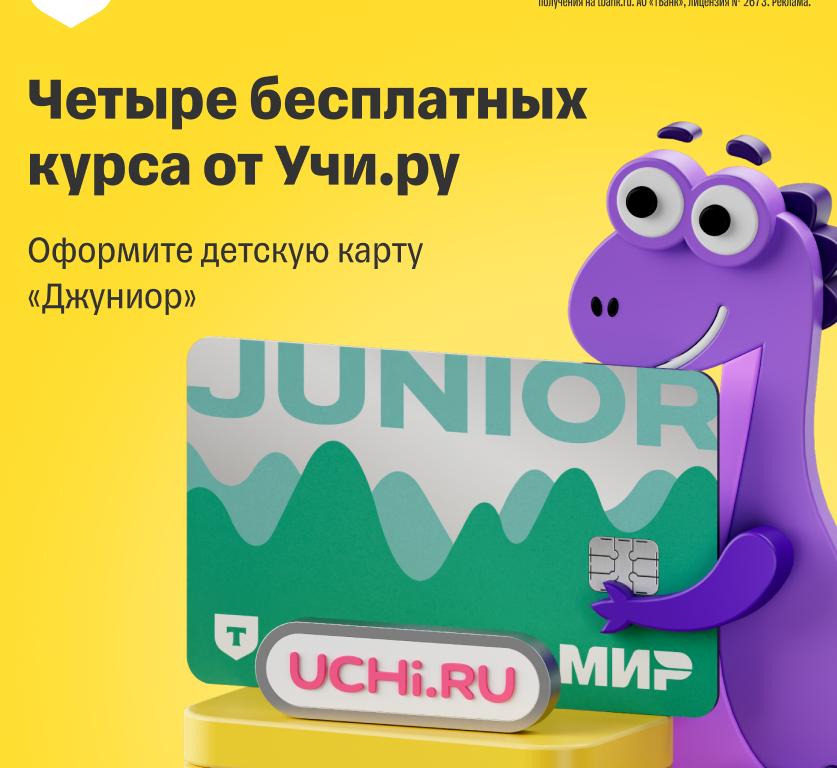 получения на tbank.ru. АО «ТБанк», лицензия № 2673. Реклама.
Четыре бесплатных
курса от Учи.ру
Оформите детскую карту
«Джуниор»
JUNIOR
Т
UCHi.RU
МИР